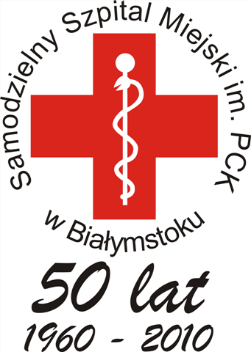 Samodzielny Szpital Miejski im. PCK
w Białymstoku
50 lat
1960 - 2010